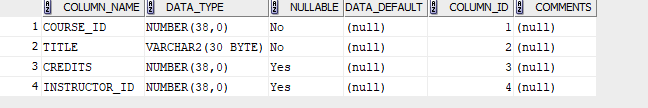 COLUMN_NAME DATA_TYPE NULLABLE DATA_DEFAULT COLUMN_ID COMMENTS
1 COURSE_ID NUMBER(38,0) No (null) 1 (null)
2 TITLE VARCHAR2(30 BYTE) No (null) 2 (null)
3 CREDITS NUMBER(38,0) Yes (null) 3 (null)
4 INSTRUCTOR_ID NUMBER(38,0) Yes (null) 4 (null)